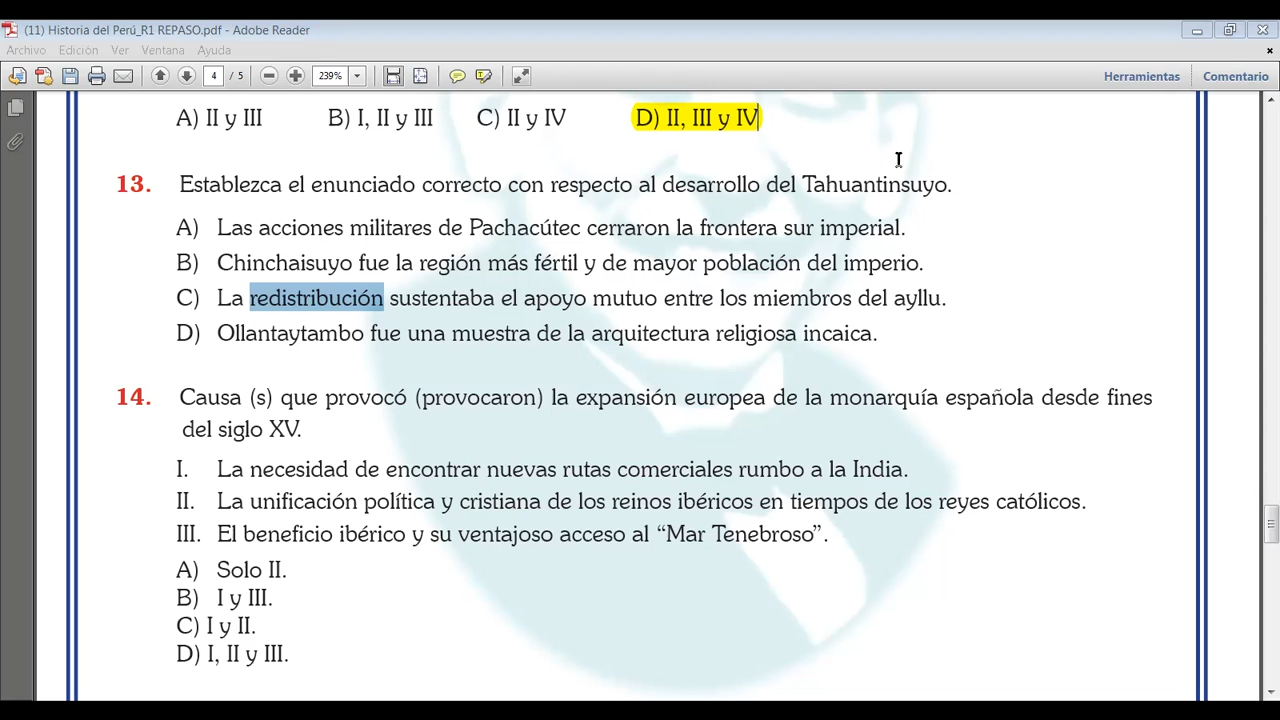 (11) Historia del Perú_R1 REPASO.pdf - Adobe Reader
Archivo Edición Ver Ventana Ayuda
4 / 5 239% Herramientas Comentario
A) II y III B) I, II y III C) II y IV D) II, III y IV
13. Establezca el enunciado correcto con respecto al desarrollo del Tahuantinsuyo.
A) Las acciones militares de Pachacútec cerraron la frontera sur imperial.
B) Chinchaisuyo fue la región más fértil y de mayor población del imperio.
C) La redistribución sustentaba el apoyo mutuo entre los miembros del ayllu.
D) Ollantaytambo fue una muestra de la arquitectura religiosa incaica.
14. Causa (s) que provocó (provocaron) la expansión europea de la monarquía española desde fines
del siglo XV.
I. La necesidad de encontrar nuevas rutas comerciales rumbo a la India.
II. La unificación política y cristiana de los reinos ibéricos en tiempos de los reyes católicos.
III. El beneficio ibérico y su ventajoso acceso al “Mar Tenebroso”.
A) Solo II.
B) I y III.
C) I y II.
D) I, II y III.